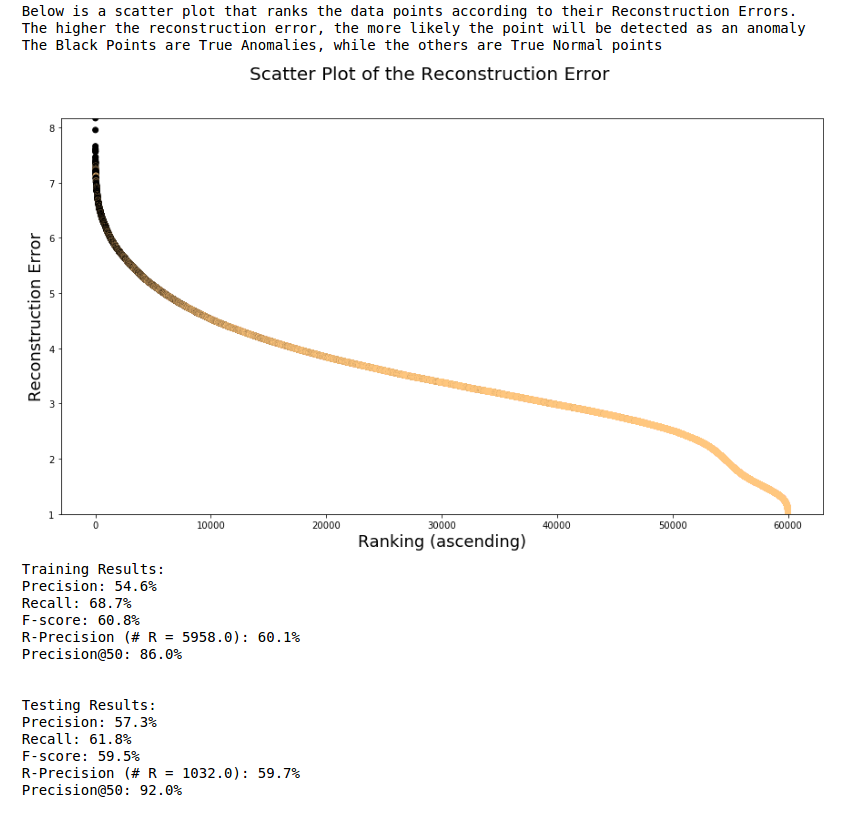 Below is a scatter plot that ranks the data points according to their Reconstruction Errors.
The higher the reconstruction error, the more likely the point will be detected as an anomaly
The Black Points are True Anomalies, while the others are True Normal points
Scatter Plot of the Reconstruction Error
8
7
6
5
4
3
2
1
Reconstruction Error
0 10000 20000 30000 40000 50000 60000
Ranking (ascending)
Training Results:
Precision: 54.6%
Recall: 68.7%
F-score: 60.8%
R-Precision (# R = 5958.0): 60.1%
Precision@50: 86.0%
Testing Results:
Precision: 57.3%
Recall: 61.8%
F-score: 59.5%
R-Precision (# R = 1032.0): 59.7%
Precision@50: 92.0%